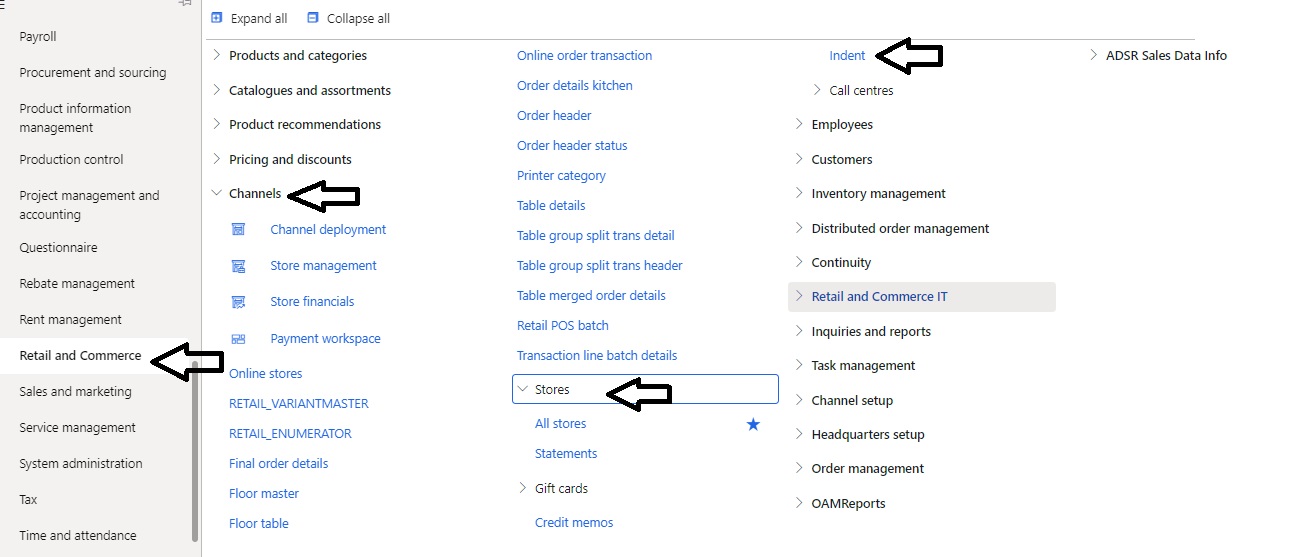 Payroll
Procurement and sourcing
Product information
management
Production control
Project management and
accounting
Questionnaire
Rebate management
Rent management
Retail and Commerce
Sales and marketing
Service management
System administration
Tax
Time and attendance
Expand all
Collapse all
Products and categories
Catalogues and assortments
Product recommendations
Pricing and discounts
Channels
Channel deployment
Store management
Store financials
Payment workspace
Online stores
RETAIL_VARIANTMASTER
RETAIL_ENUMERATOR
Final order details
Floor master
Floor table
Online order transaction
Order details kitchen
Order header
Order header status
Printer category
Table details
Table group split trans detail
Table group split trans header
Table merged order details
Retail POS batch
Transaction line batch details
Stores
All stores
Statements
Gift cards
Credit memos
Indent
Call centres
Employees
Customers
Inventory management
Distributed order management
Continuity
Retail and Commerce IT
Inquiries and reports
Task management
Channel setup
Headquarters setup
Order management
OAMReports
ADSR Sales Data Info